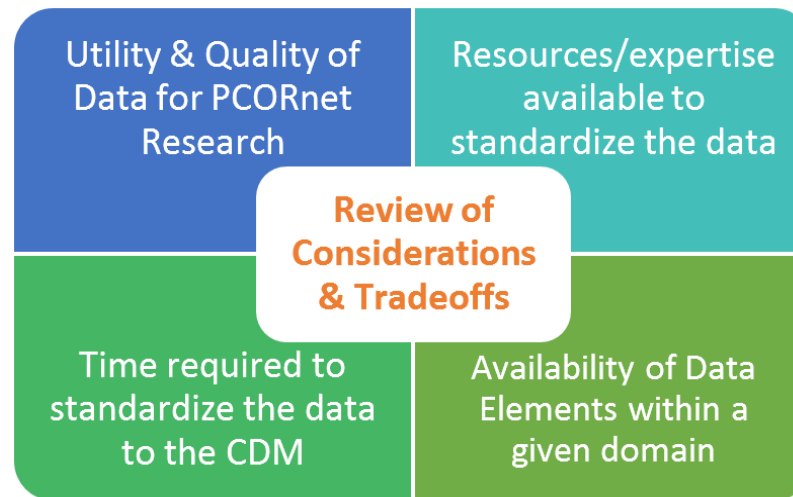 Utility & Quality of
Data for PCORnet
Research
Resources/expertise
available to
standardize the data
Review of
Considerations
& Tradeoffs
Time required to
standardize the data
to the CDM
Availability of Data
Elements within a
given domain